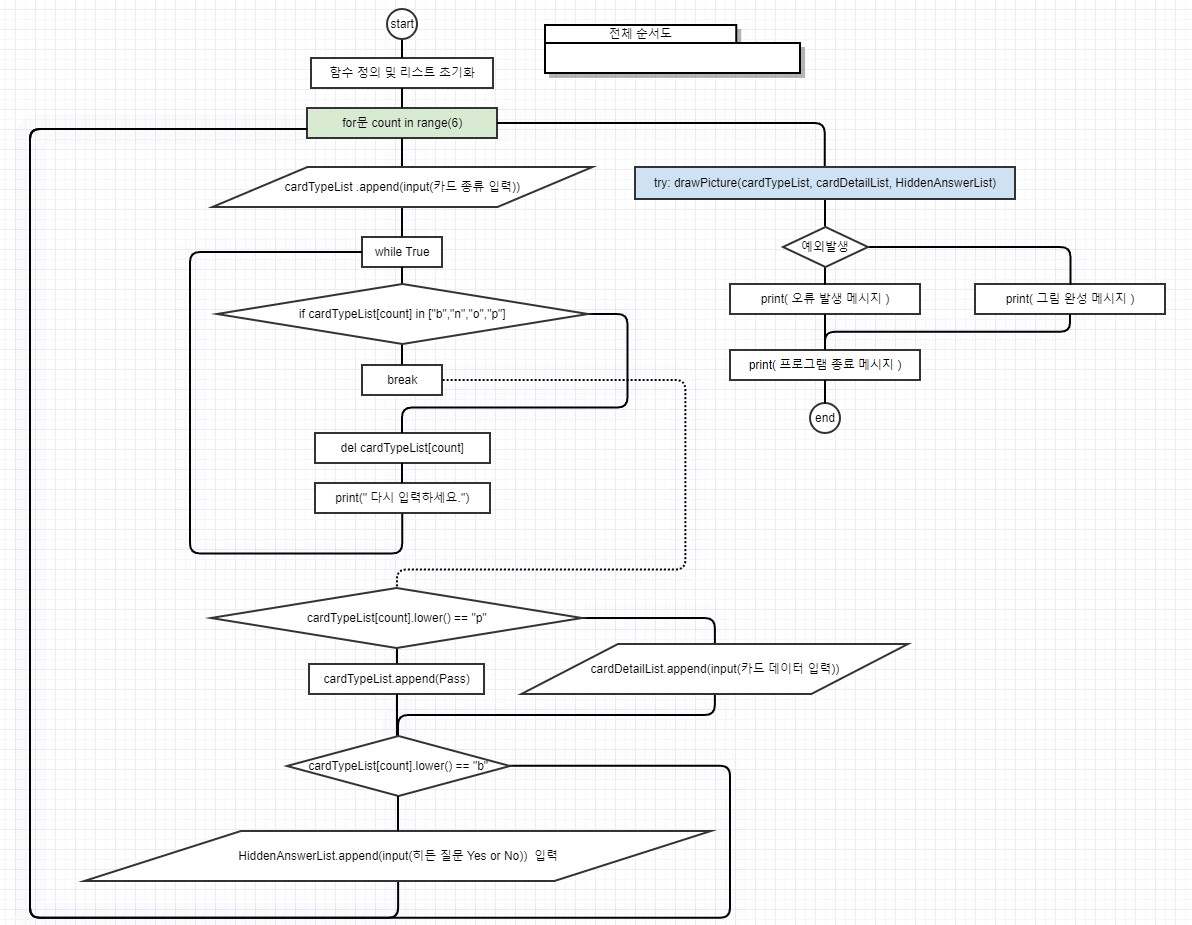 start
전체 순서도
함수 정의 및 리스트 초기화
for문 count in range(6)
cardTypeList .append(input(카드 종류 입력))
while True
if cardTypeList[count] in ["b","n","o","p"]
break
del cardTypeList[count]
print(" 다시 입력하세요.")
cardTypeList[count].lower() == "p"
cardTypeList.append(Pass)
cardDetailList.append(input(카드 데이터 입력))
cardTypeList[count].lower() == "b"
HiddenAnswerList.append(input(히든 질문 Yes or No)) 입력
try: drawPicture(cardTypeList, cardDetailList, HiddenAnswerList)
예외발생
print( 오류 발생 메시지 )
print( 그림 완성 메시지 )
print( 프로그램 종료 메시지 )
end